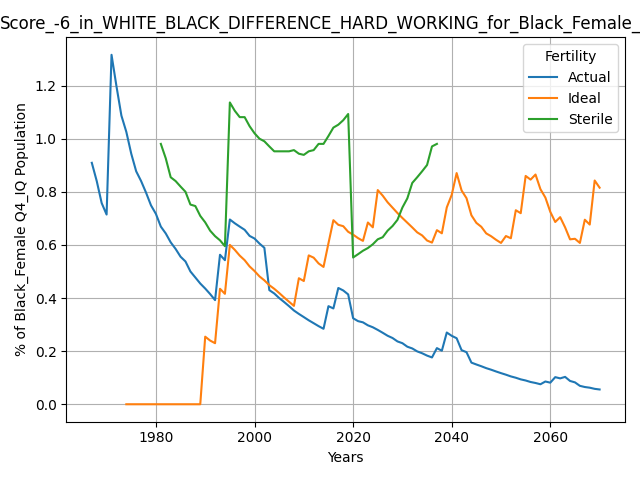 Score_-6_in_WHITE_BLACK_DIFFERENCE_HARD_WORKING_for_Black_Female_
Fertility
Actual
Ideal
Sterile
% of Black_Female Q4_IQ Population
1.2
1.0
0.8
0.6
0.4
0.2
0.0
1980 2000 2020 2040 2060
Years